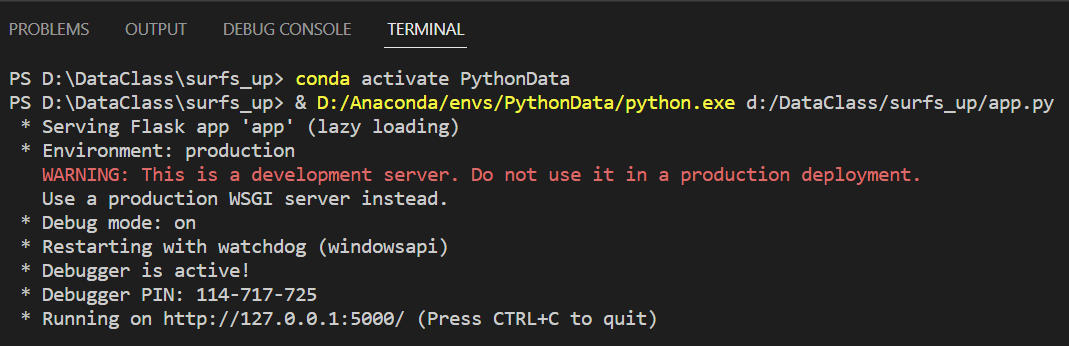 PROBLEMS OUTPUT DEBUG CONSOLE TERMINAL
PS D:\DataClass\surfs_up> conda activate PythonData
PS D:\DataClass\surfs_up> & D:/Anaconda/envs/PythonData/python.exe d:/DataClass/surfs_up/app.py
* Serving Flask app 'app' (lazy loading)
* Environment: production
WARNING: This is a development server. Do not use it in a production deployment.
Use a production WSGI server instead.
* Debug mode: on
* Restarting with watchdog (windowsapi)
* Debugger is active!
* Debugger PIN: 114-717-725
* Running on http://127.0.0.1:5000/ (Press CTRL+C to quit)